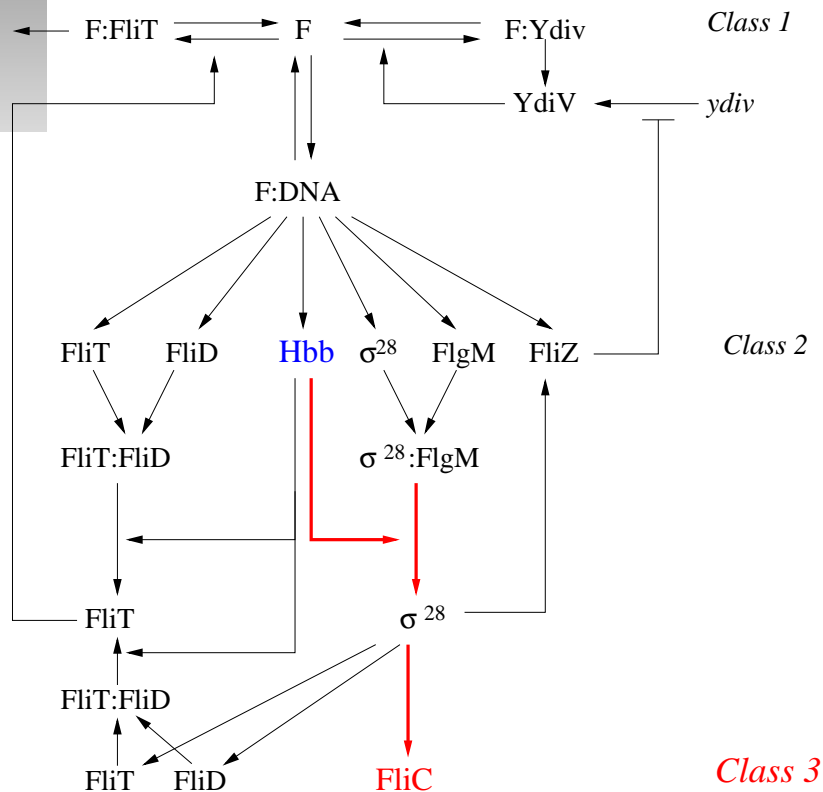 F:FliT F F:Ydiv Class 1
YdiV ydiv
F:DNA
FliT FliD Hbb σ28 FlgM FliZ Class 2
FliT:FliD σ 28:FlgM
FliT σ 28
FliT:FliD
FliT FliD FliC Class 3